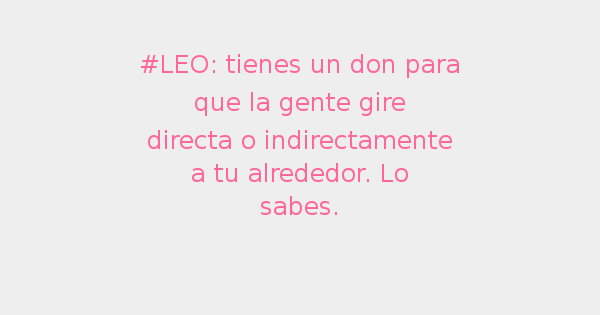 #LEO: tienes un don para
que la gente gire
directa o indirectamente
a tu alrededor. Lo
sabes.